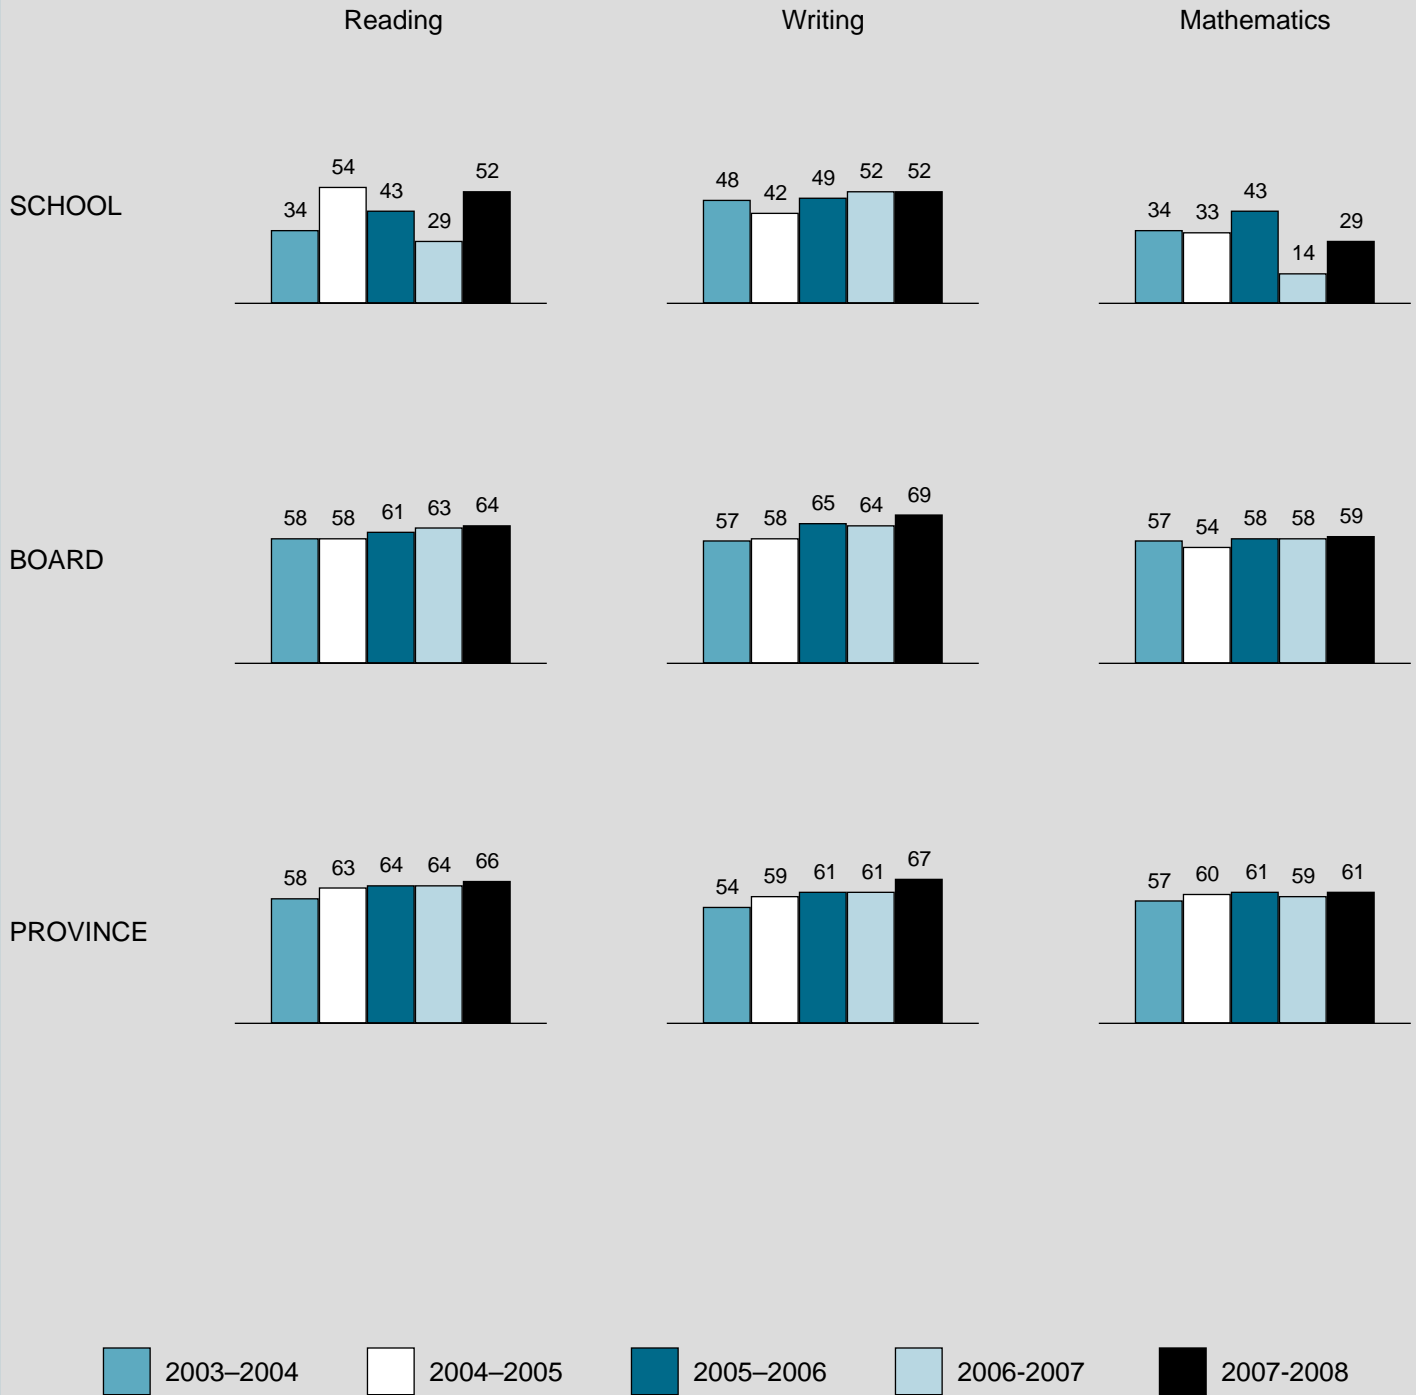 Reading Writing Mathematics
SCHOOL
34 54 43 29 52
48 42 49 52 52
34 33 43 14 29
BOARD
58 58 61 63 64
57 58 65 64 69
57 54 58 58 59
PROVINCE
58 63 64 64 66
54 59 61 61 67
57 60 61 59 61
2003–2004 2004–2005 2005–2006 2006-2007 2007-2008